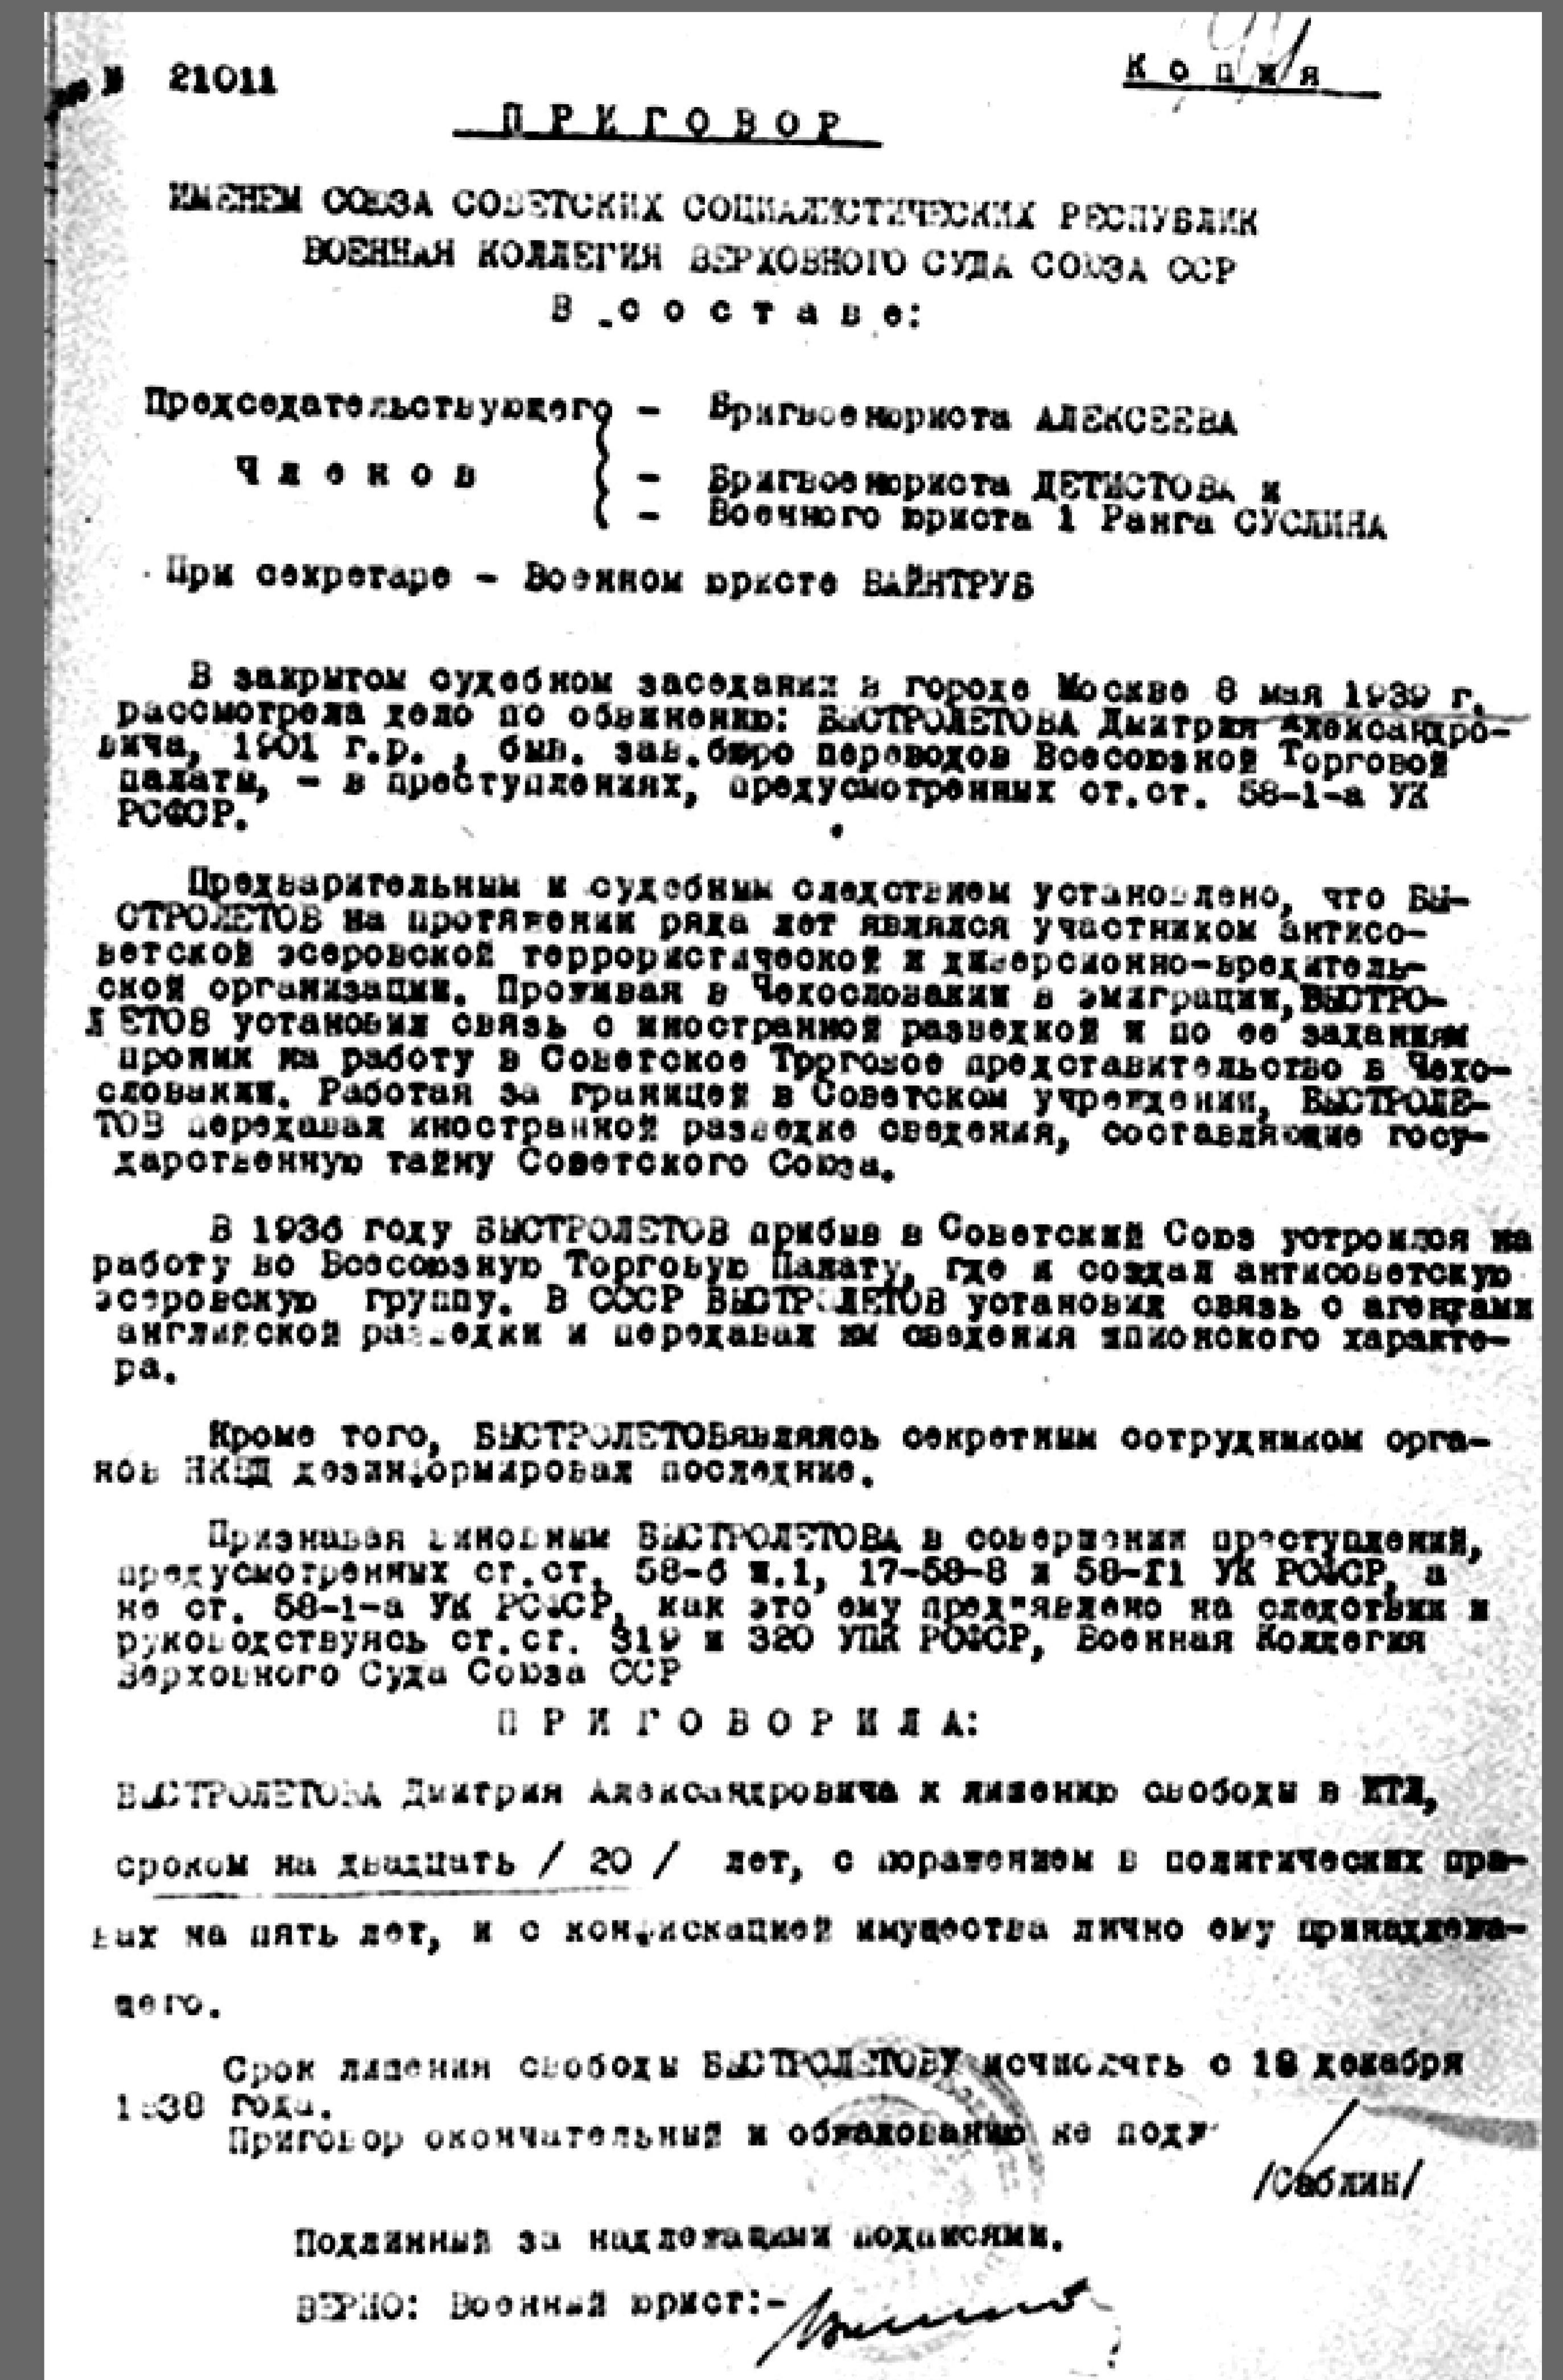 № 21011
К о п и я
П Р И Г О В О Р
ИМЕНЕМ СОЮЗА СОВЕТСКИХ СОЦИАЛИСТИЧЕСКИХ РЕСПУБЛИК
ВОЕННАЯ КОЛЛЕГИЯ ВЕРХОВНОГО СУДА СОЮЗА ССР
В с о с т а в е:
Председательствующего - Бригвоенюриста АЛЕКСЕЕВА
Ч л е н о в - Бригвоенюриста ДЕТИСТОВА и
- Военного юриста 1 Ранга СУСЛИНА
При секретаре - Военном юристе ВАЙНТРУБ
В закрытом судебном заседании в городе Москве 8 мая 1939 г.
рассмотрела дело по обвинению: БЫСТРОЛЕТОВА Дмитрия Александро-
вича, 1901 г.р. , быв. зав.бюро переводов Всесоюзной Торговой
палаты, - в преступлениях, предусмотренных ст.ст. 58-1-а УК
РСФСР.
Предварительным и судебным следствием установлено, что БЫ-
СТРОЛЕТОВ на протяжении ряда лет являлся участником антисо-
ветской эсеровской террористической и диверсионно-вредитель-
ской организации. Проживая в Чехословакии в эмиграции, БЫСТРО-
ЛЕТОВ установил связь с иностранной разведкой и по ее заданиям
проник на работу в Советское Торговое представительство в Чехо-
словакии. Работая за границей в Советском учреждении, БЫСТРОЛЕ-
ТОВ передавал иностранной разведке сведения, составляющие госу-
дарственную тайну Советского Союза.
В 1936 году БЫСТРОЛЕТОВ прибыв в Советский Союз устроился на
работу во Всесоюзную Торговую Палату, где и создал антисоветскую
эсеровскую группу. В СССР БЫСТРОЛЕТОВ установил связь с агентами
английской разведки и передавал им сведения шпионского характе-
ра.
Кроме того, БЫСТРОЛЕТОВявляясь секретным сотрудником орга-
нов НКВД дезинформировал последние.
Признавая виновным БЫСТРОЛЕТОВА в совершении преступлений,
предусмотренных ст.ст. 58-6 ч.1, 17-58-8 и 58-11 УК РСФСР, а
не ст. 58-1-а УК РСФСР, как это ему пред"явлено на следствии и
руководствуясь ст.ст. 319 и 320 УПК РСФСР, Военная Коллегия
Верховного Суда Союза ССР
П Р И Г О В О Р И Л А:
БЫСТРОЛЕТОВА Дмитрия Александровича к лишению свободы в ИТЛ,
сроком на двадцать / 20 / лет, с поражением в политических пра-
вах на пять лет, и с конфискацией имущества лично ему принадлежа-
щего.
Срок лишения свободы БЫСТРОЛЕТОВУ исчислять с 18 декабря
1938 года.
Приговор окончательный и обжалованию не подл
/Саблин/
Подлинный за надлежащими подписями.
ВЕРНО: Военный юрист:-